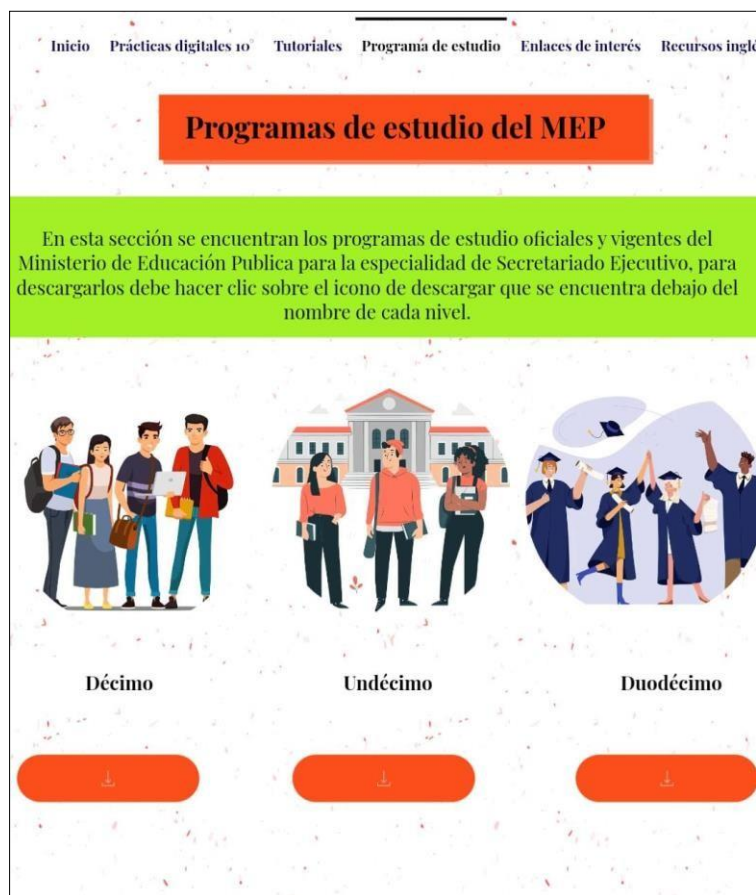 Inicio Prácticas digitales 10 Tutoriales Programa de estudio Enlaces de interés Recursos inglé
Programas de estudio del MEP
En esta sección se encuentran los programas de estudio oficiales y vigentes del
Ministerio de Educación Publica para la especialidad de Secretariado Ejecutivo, para
descargarlos debe hacer clic sobre el icono de descargar que se encuentra debajo del
nombre de cada nivel.
Décimo Undécimo Duodécimo